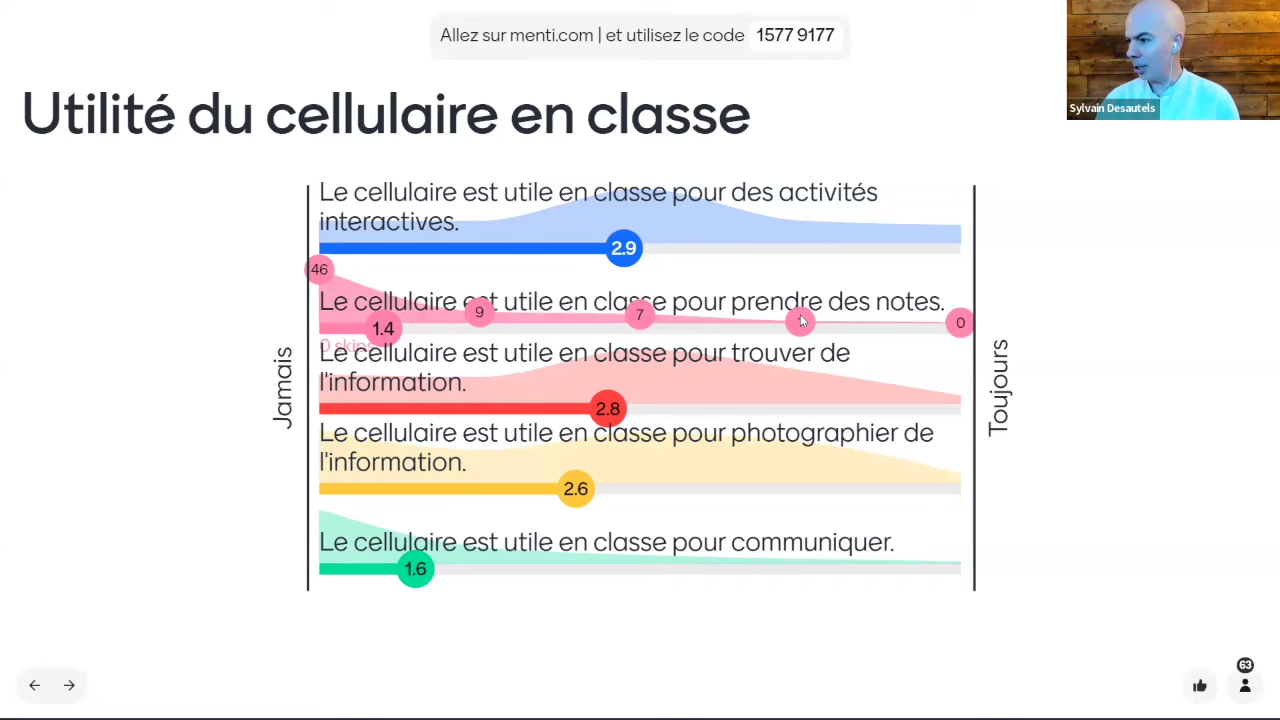 Allez sur menti.com | et utilisez le code 1577 9177
Sylvain Desautels
Utilité du cellulaire en classe
Le cellulaire est utile en classe pour des activités
interactives.
2.9
46
Le cellulaire est utile en classe pour prendre des notes.
9
7
0
1.4
0 skips
Le cellulaire est utile en classe pour trouver de
l'information.
2.8
Le cellulaire est utile en classe pour photographier de
l'information.
2.6
Le cellulaire est utile en classe pour communiquer.
1.6
Jamais
Toujours
63